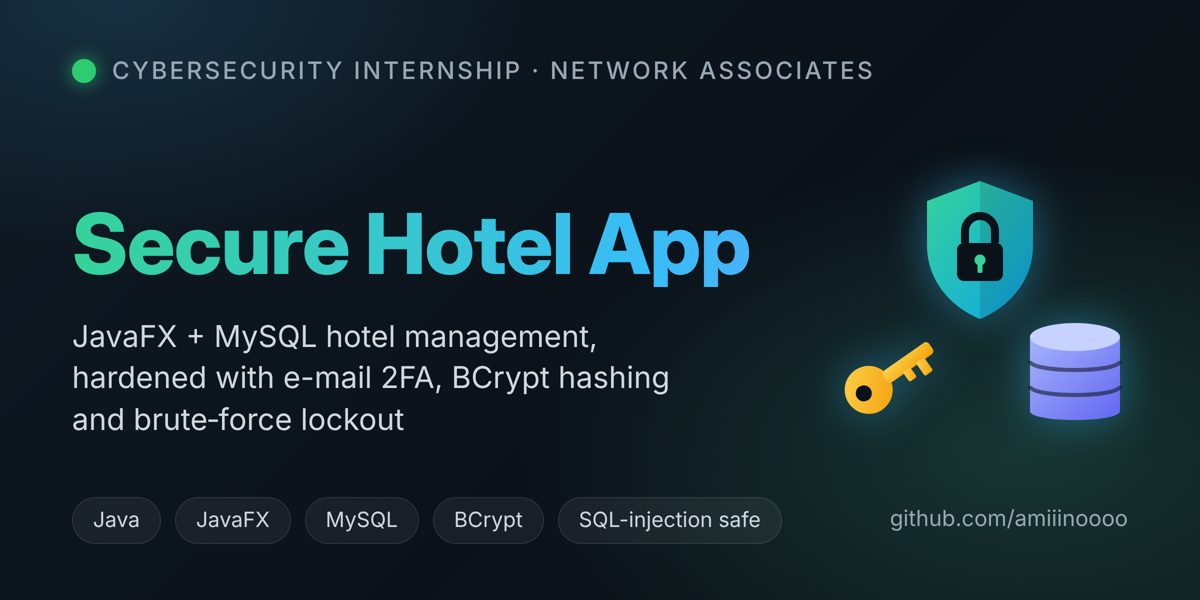 CYBERSECURITY INTERNSHIP · NETWORK ASSOCIATES
Secure Hotel App
JavaFX + MySQL hotel management,
hardened with e-mail 2FA, BCrypt hashing
and brute-force lockout
Java JavaFX MySQL BCrypt SQL-injection safe github.com/amiiinoooo